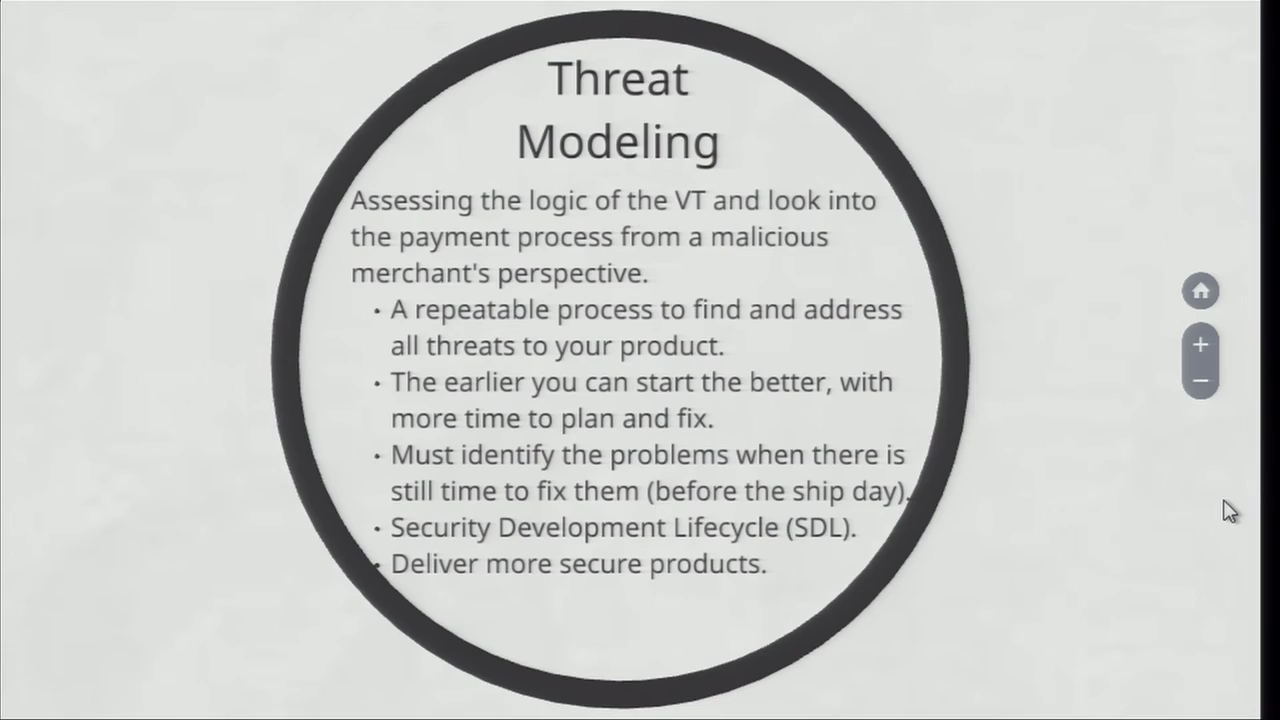 Threat
Modeling
Assessing the logic of the VT and look into
the payment process from a malicious
merchant's perspective.
• A repeatable process to find and address
all threats to your product.
• The earlier you can start the better, with
more time to plan and fix.
• Must identify the problems when there is
still time to fix them (before the ship day).
• Security Development Lifecycle (SDL).
• Deliver more secure products.